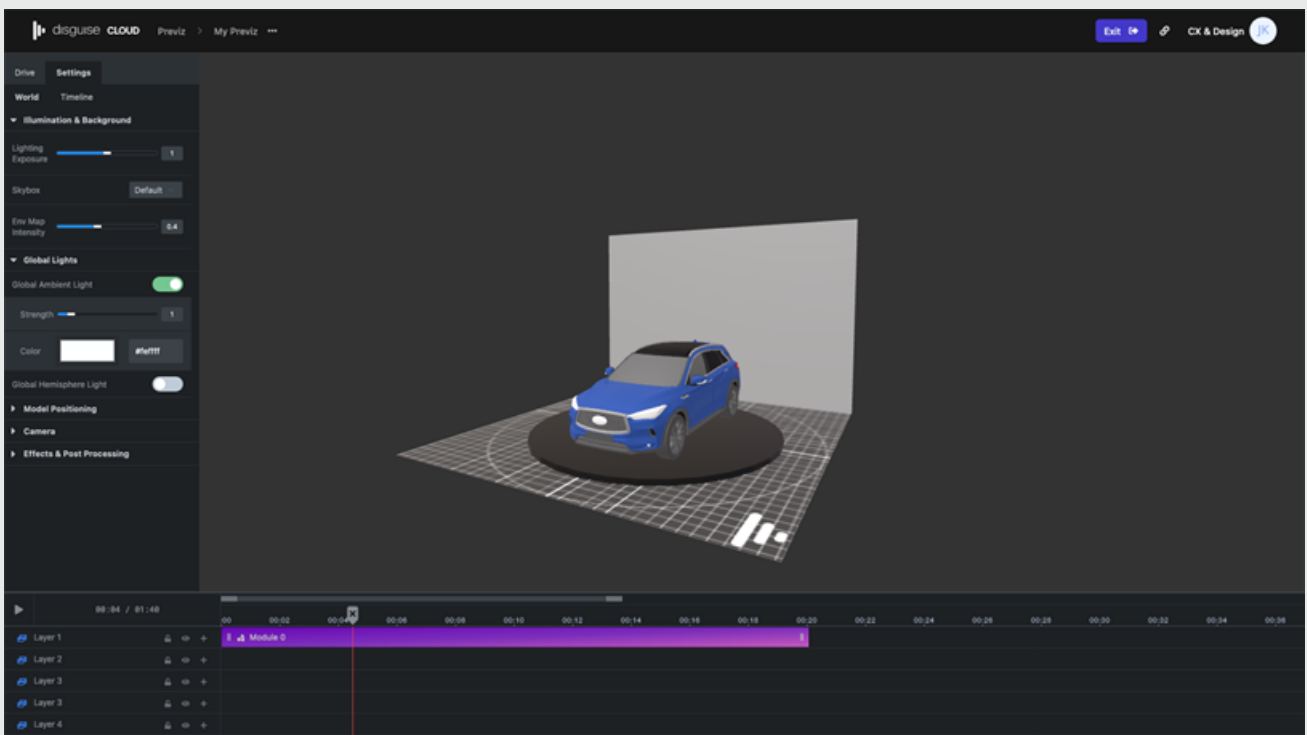 disguise CLOUD Previz > My Previz ••• Exit CX & Design JK
Drive Settings
World Timeline
Illumination & Background
Lighting
Exposure 1
Skybox Default
Env Map
Intensity 0.4
Global Lights
Global Ambient Light
Strength 1
Color #feffff
Global Hemisphere Light
Model Positioning
Camera
Effects & Post Processing
00:04 / 01:40
:00 00:02 00:04 00:06 00:08 00:10 00:12 00:14 00:16 00:18 00:20 00:22 00:24 00:26 00:28 00:30 00:32 00:34 00:36
Layer 1 Module 0
Layer 2
Layer 3
Layer 3
Layer 4